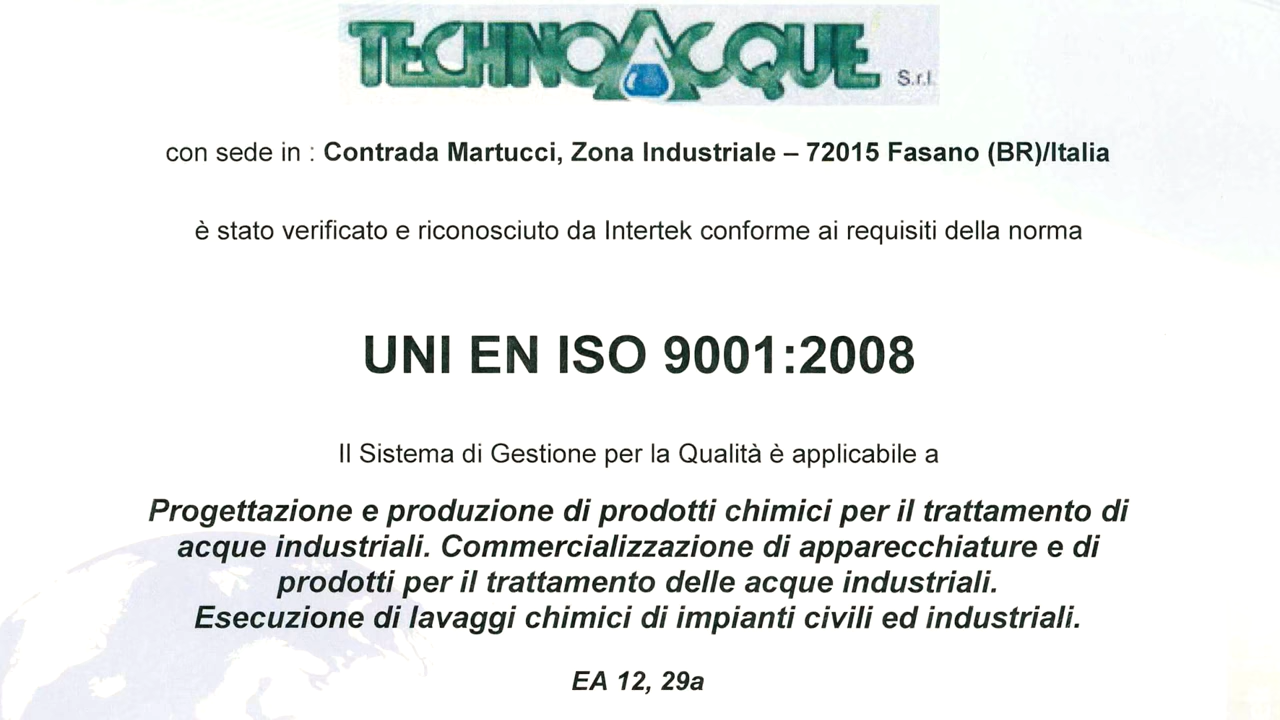 TECHNOACQUE S.r.l.
con sede in : Contrada Martucci, Zona Industriale – 72015 Fasano (BR)/Italia
è stato verificato e riconosciuto da Intertek conforme ai requisiti della norma
UNI EN ISO 9001:2008
Il Sistema di Gestione per la Qualità è applicabile a
Progettazione e produzione di prodotti chimici per il trattamento di
acque industriali. Commercializzazione di apparecchiature e di
prodotti per il trattamento delle acque industriali.
Esecuzione di lavaggi chimici di impianti civili ed industriali.
EA 12, 29a